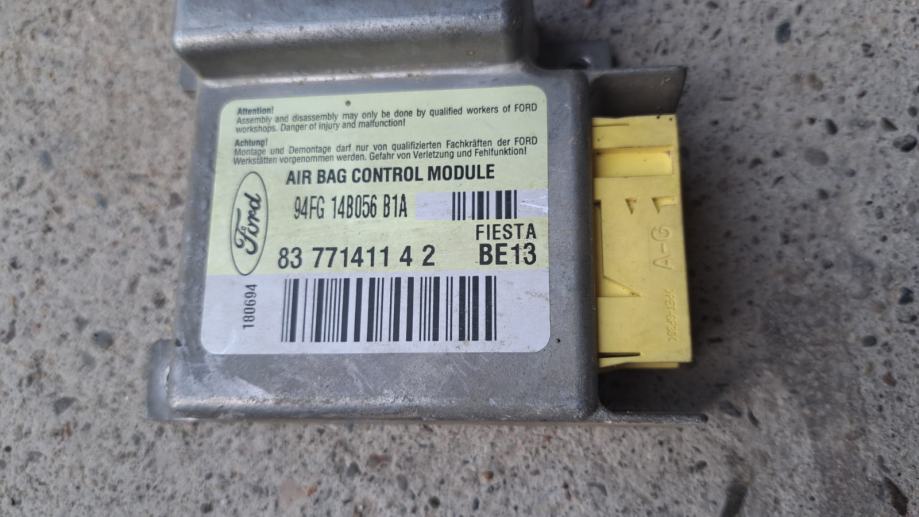 Attention!
Assembly and disassembly may only be done by qualified workers of FORD
workshops. Danger of injury and malfunction!
Achtung!
Montage und Demontage darf nur von qualifizierten Fachkräften der FORD
Werkstätten vorgenommen werden. Gefahr von Verletzung und Fehlfunktion!
AIR BAG CONTROL MODULE
Ford
94FG 14B056 B1A
FIESTA
83 771411 4 2
BE13
180694
A-G 1